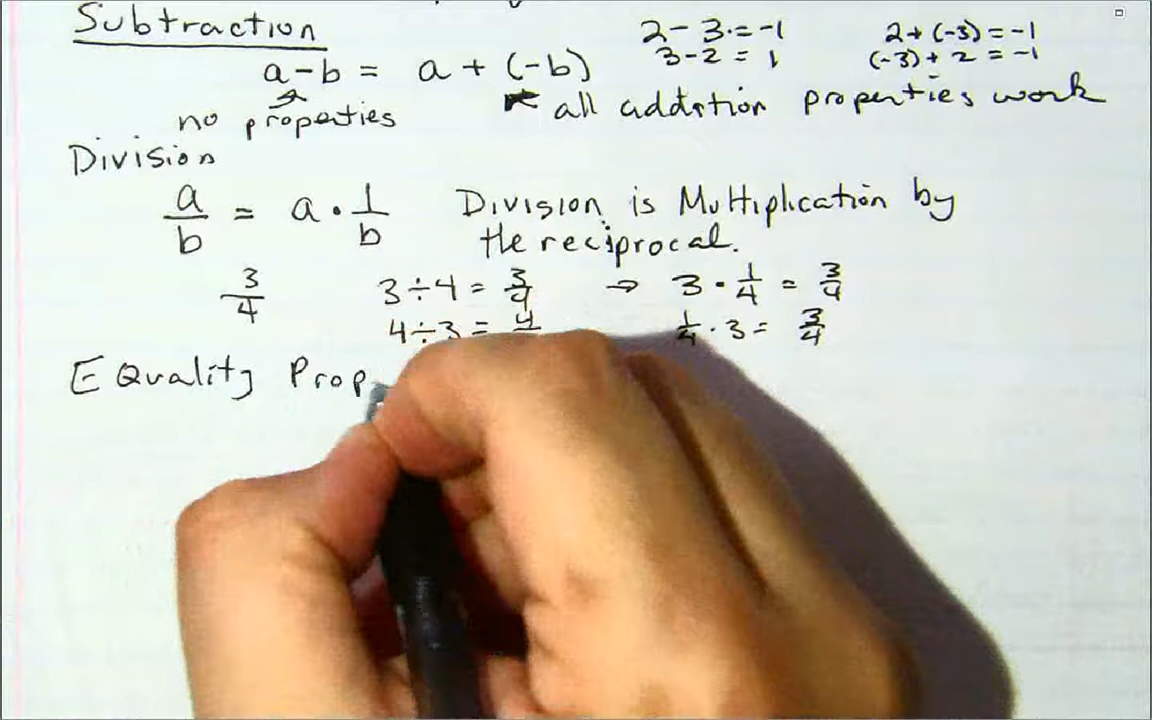 Subtraction 2 - 3 = -1 2 + (-3) = -1
3 - 2 = 1 (-3) + 2 = -1
a - b = a + (-b)
no properties all addition properties work
Division
a/b = a · 1/b Division is Multiplication by
the reciprocal.
3/4 3 ÷ 4 = 3/4 → 3 · 1/4 = 3/4
4 ÷ 3 = 1/4 · 3 = 3/4
EQuality Prop